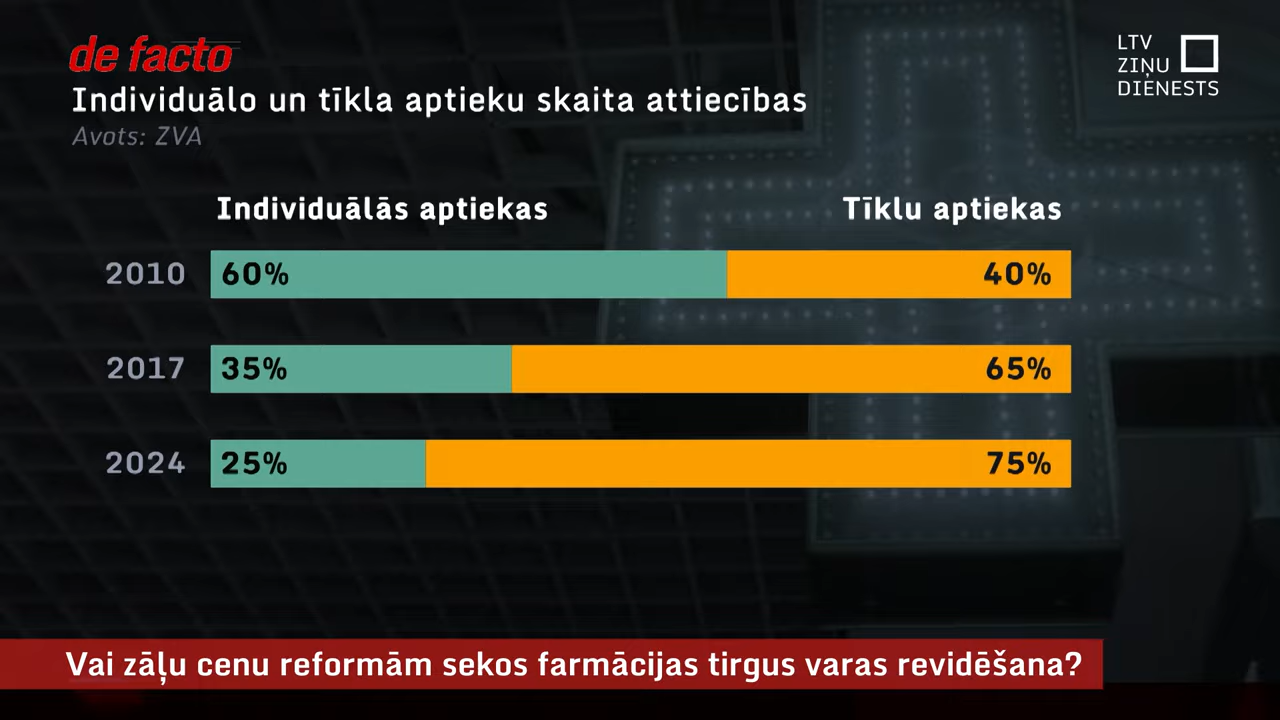 de facto
LTV
ZIŅU
DIENESTS
Individuālo un tīkla aptieku skaita attiecības
Avots: ZVA
Individuālās aptiekas Tīklu aptiekas
2010 60% 40%
2017 35% 65%
2024 25% 75%
Vai zāļu cenu reformām sekos farmācijas tirgus varas revidēšana?